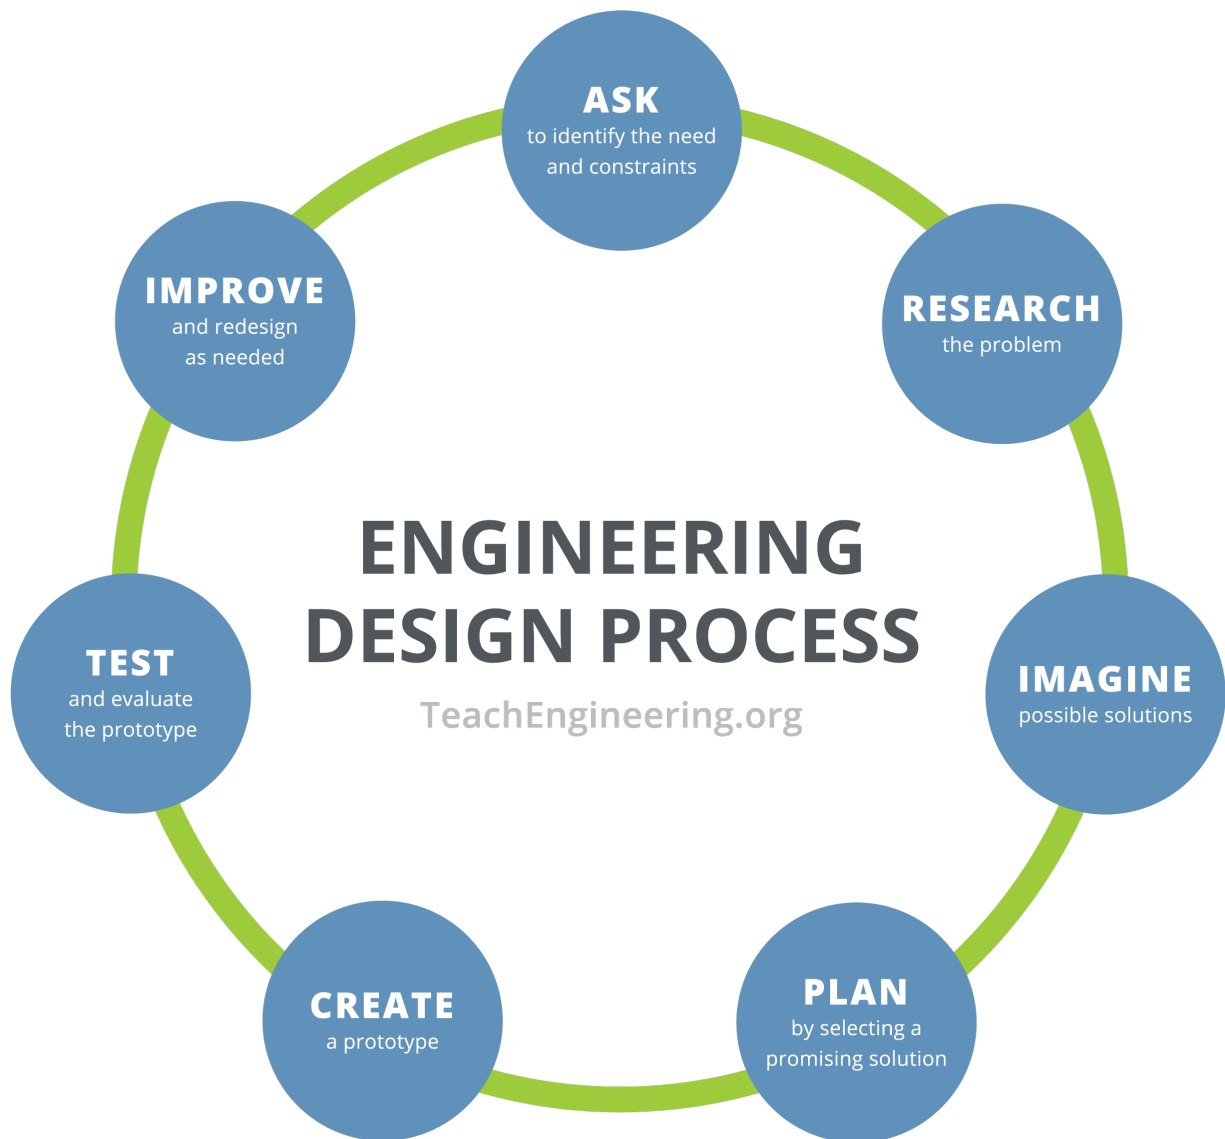 ASK
to identify the need
and constraints
RESEARCH
the problem
IMAGINE
possible solutions
PLAN
by selecting a
promising solution
CREATE
a prototype
TEST
and evaluate
the prototype
IMPROVE
and redesign
as needed
ENGINEERING
DESIGN PROCESS
TeachEngineering.org